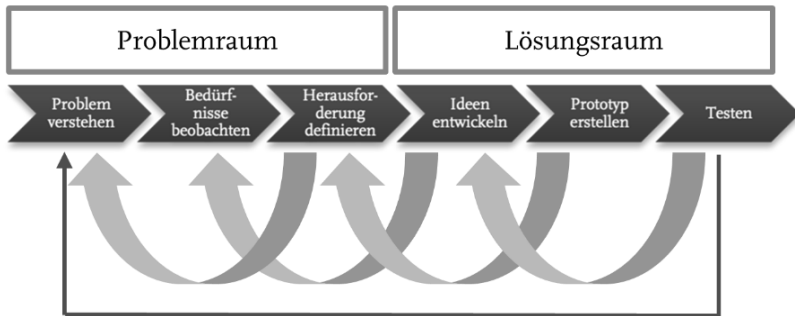 Problemraum
Lösungsraum
Problem
verstehen
Bedürf-
nisse
beobachten
Herausfor-
derung
definieren
Ideen
entwickeln
Prototyp
erstellen
Testen